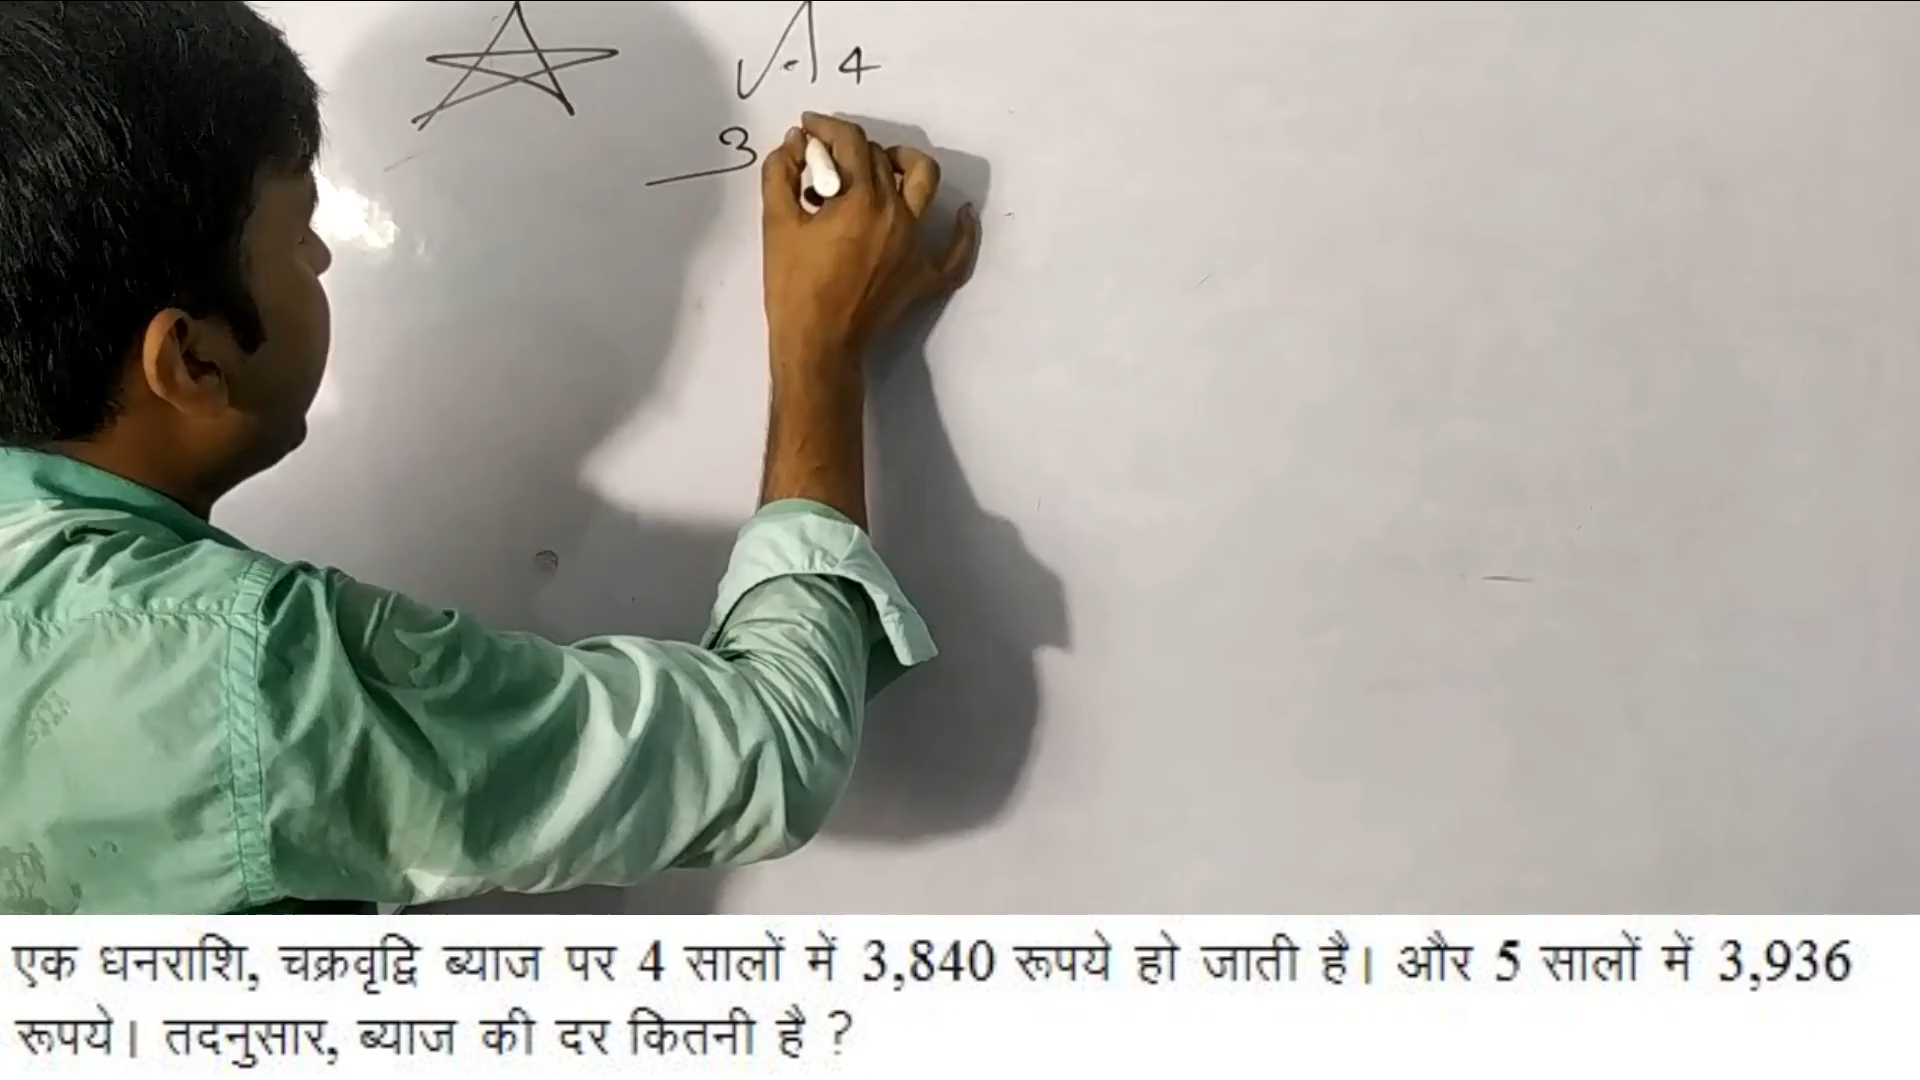 4
3
एक धनराशि, चक्रवृद्वि ब्याज पर 4 सालों में 3,840 रूपये हो जाती है। और 5 सालों में 3,936
रूपये। तदनुसार, ब्याज की दर कितनी है ?